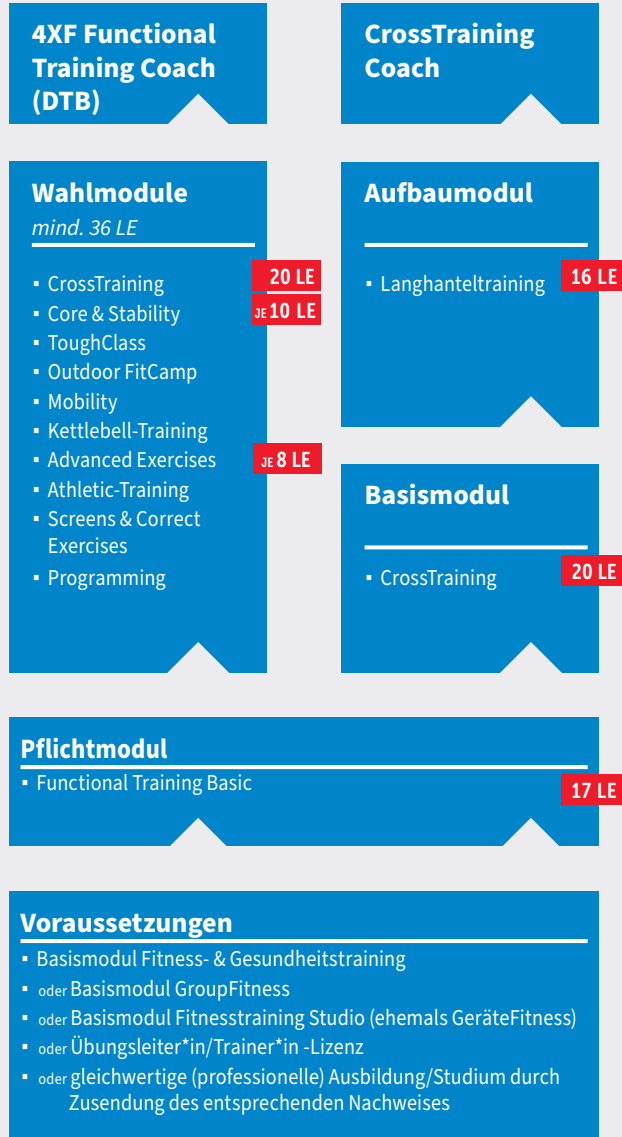 4XF Functional
Training Coach
(DTB)
CrossTraining
Coach
Wahlmodule
mind. 36 LE
▪ CrossTraining
20 LE
▪ Core & Stability
JE 10 LE
▪ ToughClass
▪ Outdoor FitCamp
▪ Mobility
▪ Kettlebell-Training
▪ Advanced Exercises
JE 8 LE
▪ Athletic-Training
▪ Screens & Correct
Exercises
▪ Programming
Aufbaumodul
▪ Langhanteltraining
16 LE
Basismodul
▪ CrossTraining
20 LE
Pflichtmodul
▪ Functional Training Basic
17 LE
Voraussetzungen
▪ Basismodul Fitness- & Gesundheitstraining
▪ oder Basismodul GroupFitness
▪ oder Basismodul Fitnesstraining Studio (ehemals GeräteFitness)
▪ oder Übungsleiter*in/Trainer*in -Lizenz
▪ oder gleichwertige (professionelle) Ausbildung/Studium durch
Zusendung des entsprechenden Nachweises